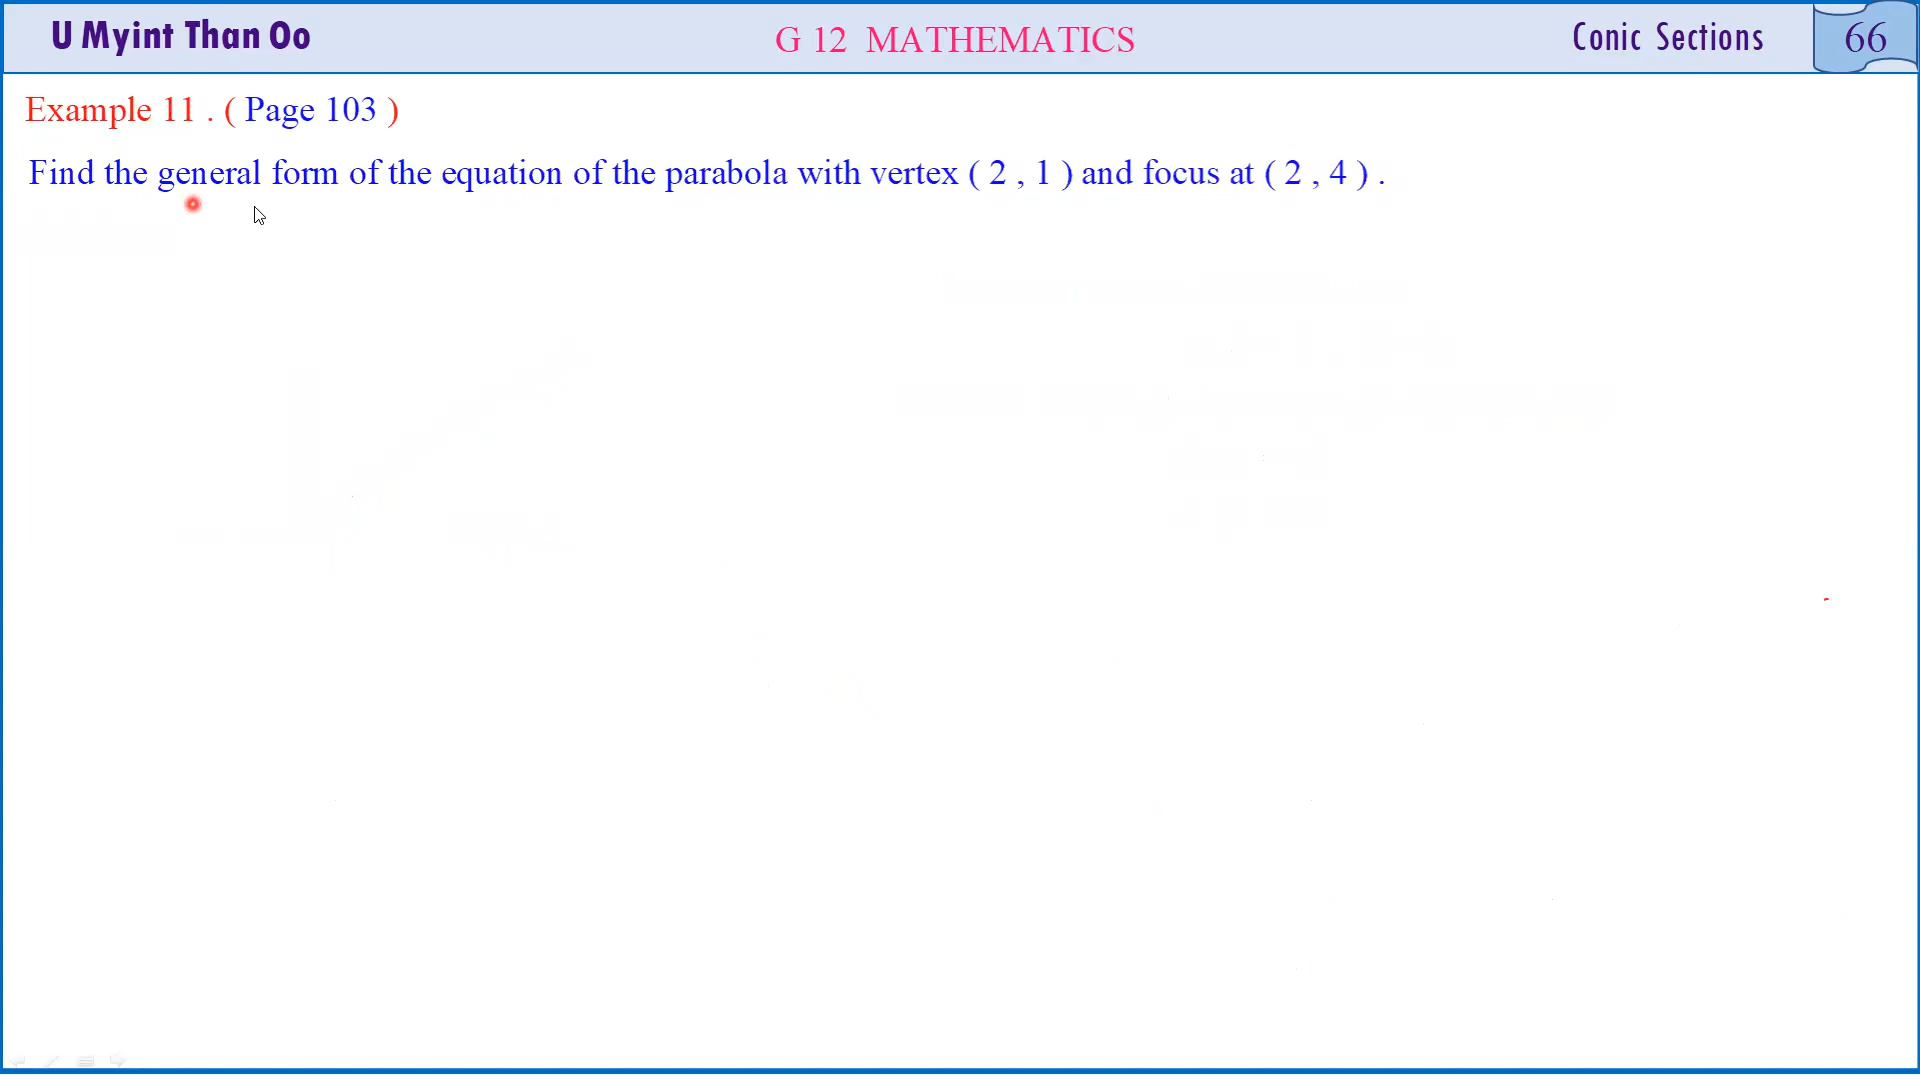 U Myint Than Oo
G 12 MATHEMATICS
Conic Sections
66
Example 11 . ( Page 103 )
Find the general form of the equation of the parabola with vertex ( 2 , 1 ) and focus at ( 2 , 4 ) .